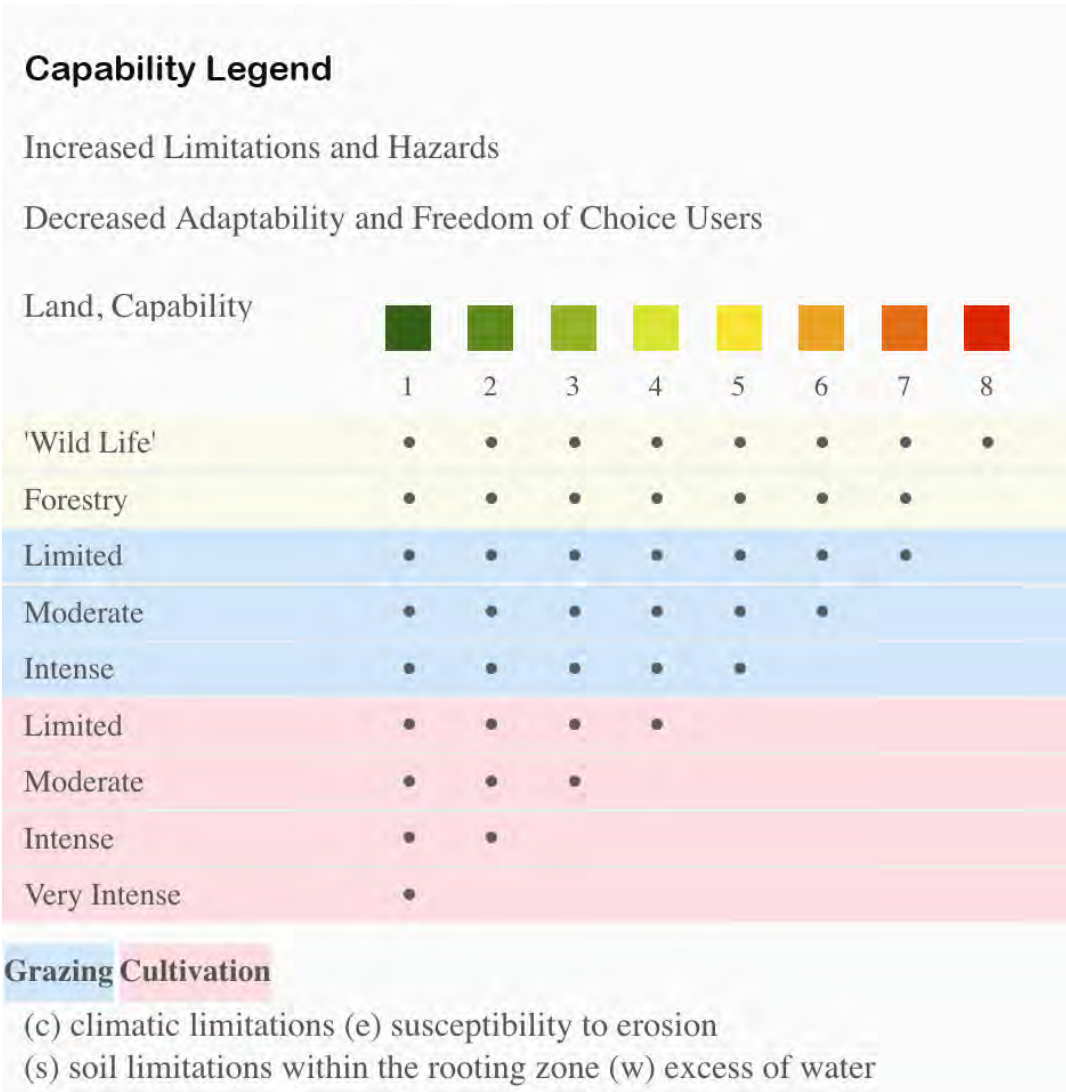 Capability Legend
Increased Limitations and Hazards
Decreased Adaptability and Freedom of Choice Users
Land, Capability
1 2 3 4 5 6 7 8
'Wild Life' • • • • • • • •
Forestry • • • • • • •
Limited • • • • • • •
Moderate • • • • • •
Intense • • • • •
Limited • • • •
Moderate • • •
Intense • •
Very Intense •
Grazing Cultivation
(c) climatic limitations (e) susceptibility to erosion
(s) soil limitations within the rooting zone (w) excess of water